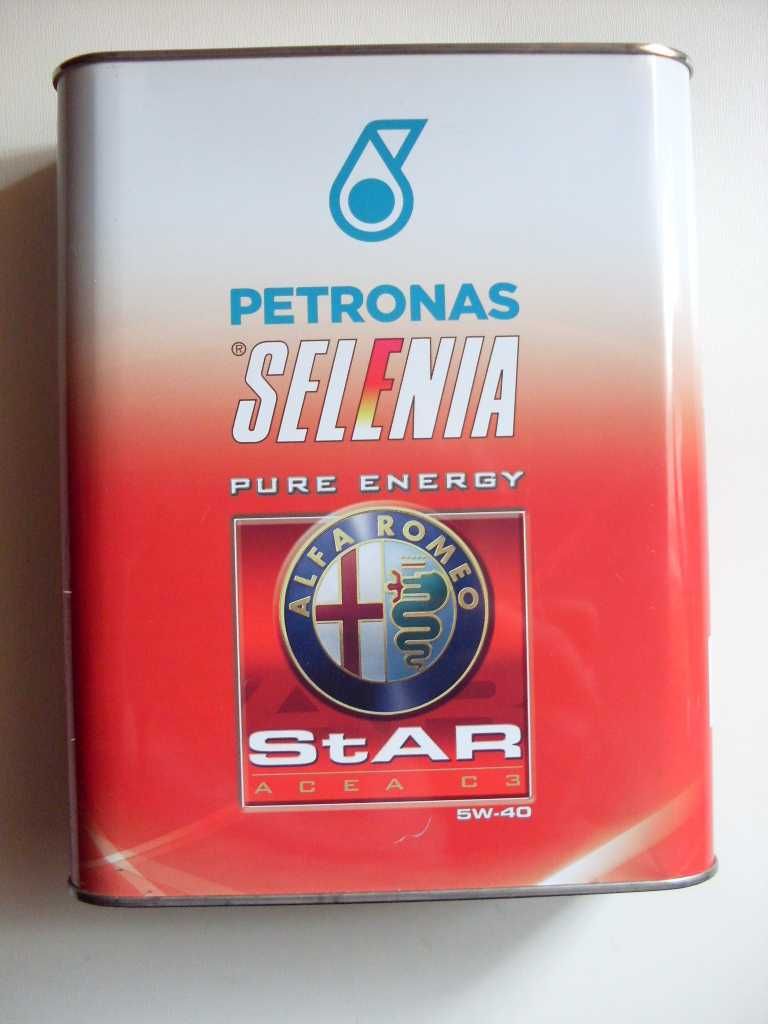 PETRONAS
® SELENIA
PURE ENERGY
ALFA ROMEO
StAR
ACEA C3
5W-40